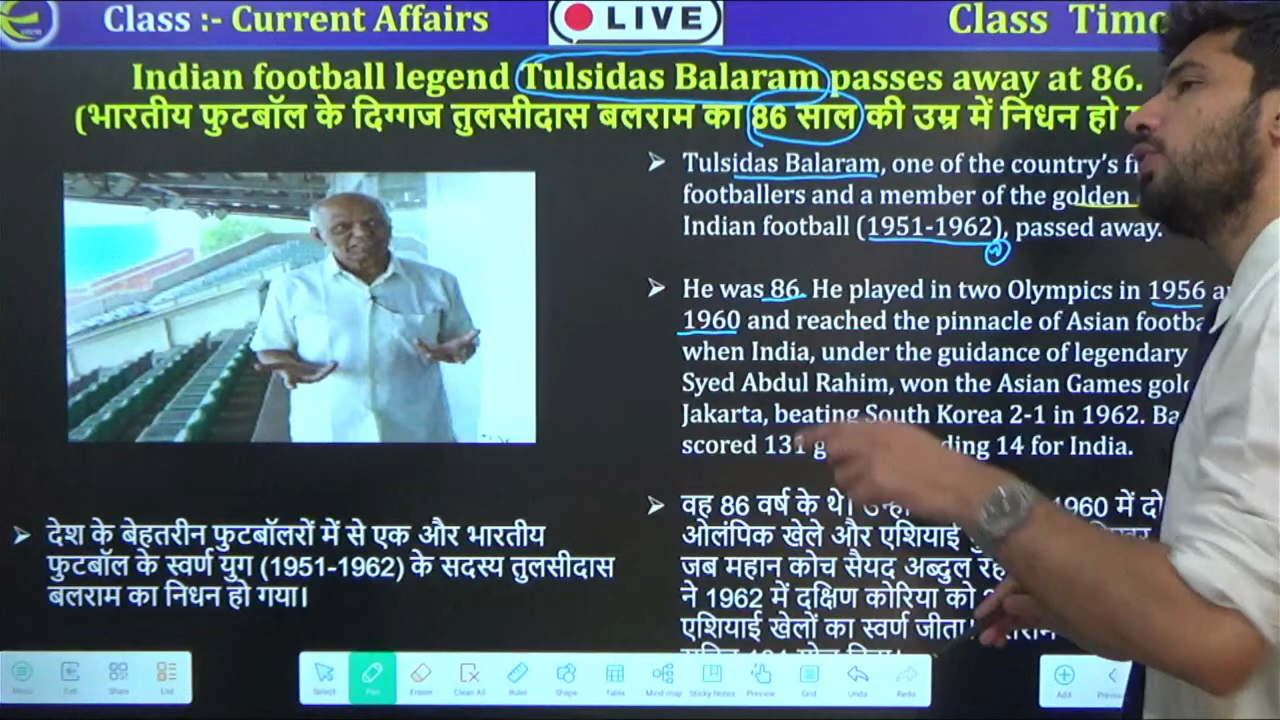 Class :- Current Affairs
LIVE
Class Time
Indian football legend Tulsidas Balaram passes away at 86.
(भारतीय फुटबॉल के दिग्गज तुलसीदास बलराम का 86 साल की उम्र में निधन हो
Tulsidas Balaram, one of the country's
footballers and a member of the golden
Indian football (1951-1962), passed away.
He was 86. He played in two Olympics in 1956
1960 and reached the pinnacle of Asian
when India, under the guidance of legendary
Syed Abdul Rahim, won the Asian Games
Jakarta, beating South Korea 2-1 in 1962.
scored 131 14 for India.
वह 86 वर्ष के थे। 1960 में दो
ओलंपिक खेले और एशियाई
जब महान कोच सैयद अब्दुल
ने 1962 में दक्षिण कोरिया को
एशियाई खेलों का स्वर्ण जीता।
देश के बेहतरीन फुटबॉलरों में से एक और भारतीय
फुटबॉल के स्वर्ण युग (1951-1962) के सदस्य तुलसीदास
बलराम का निधन हो गया।
Menu Exit Share List Select Pen Eraser Clean All Ruler Shape Table Mind map Sticky Notes Preview Grid Undo Redo Add